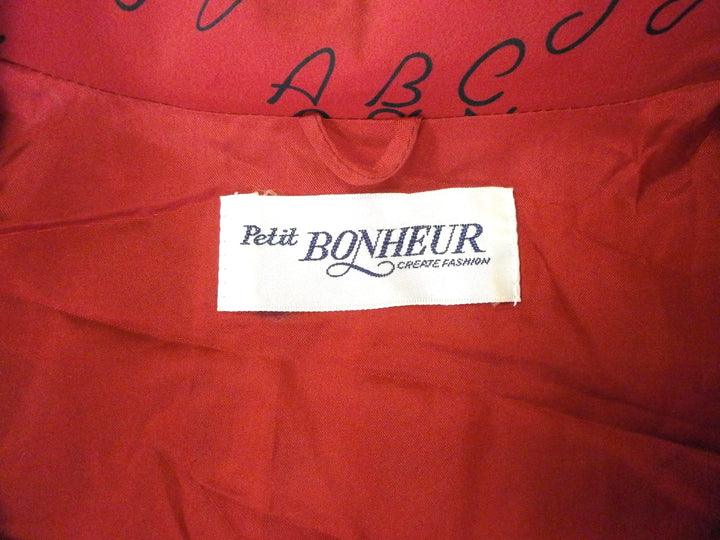 A B C
Petit BONHEUR
CREATE FASHION